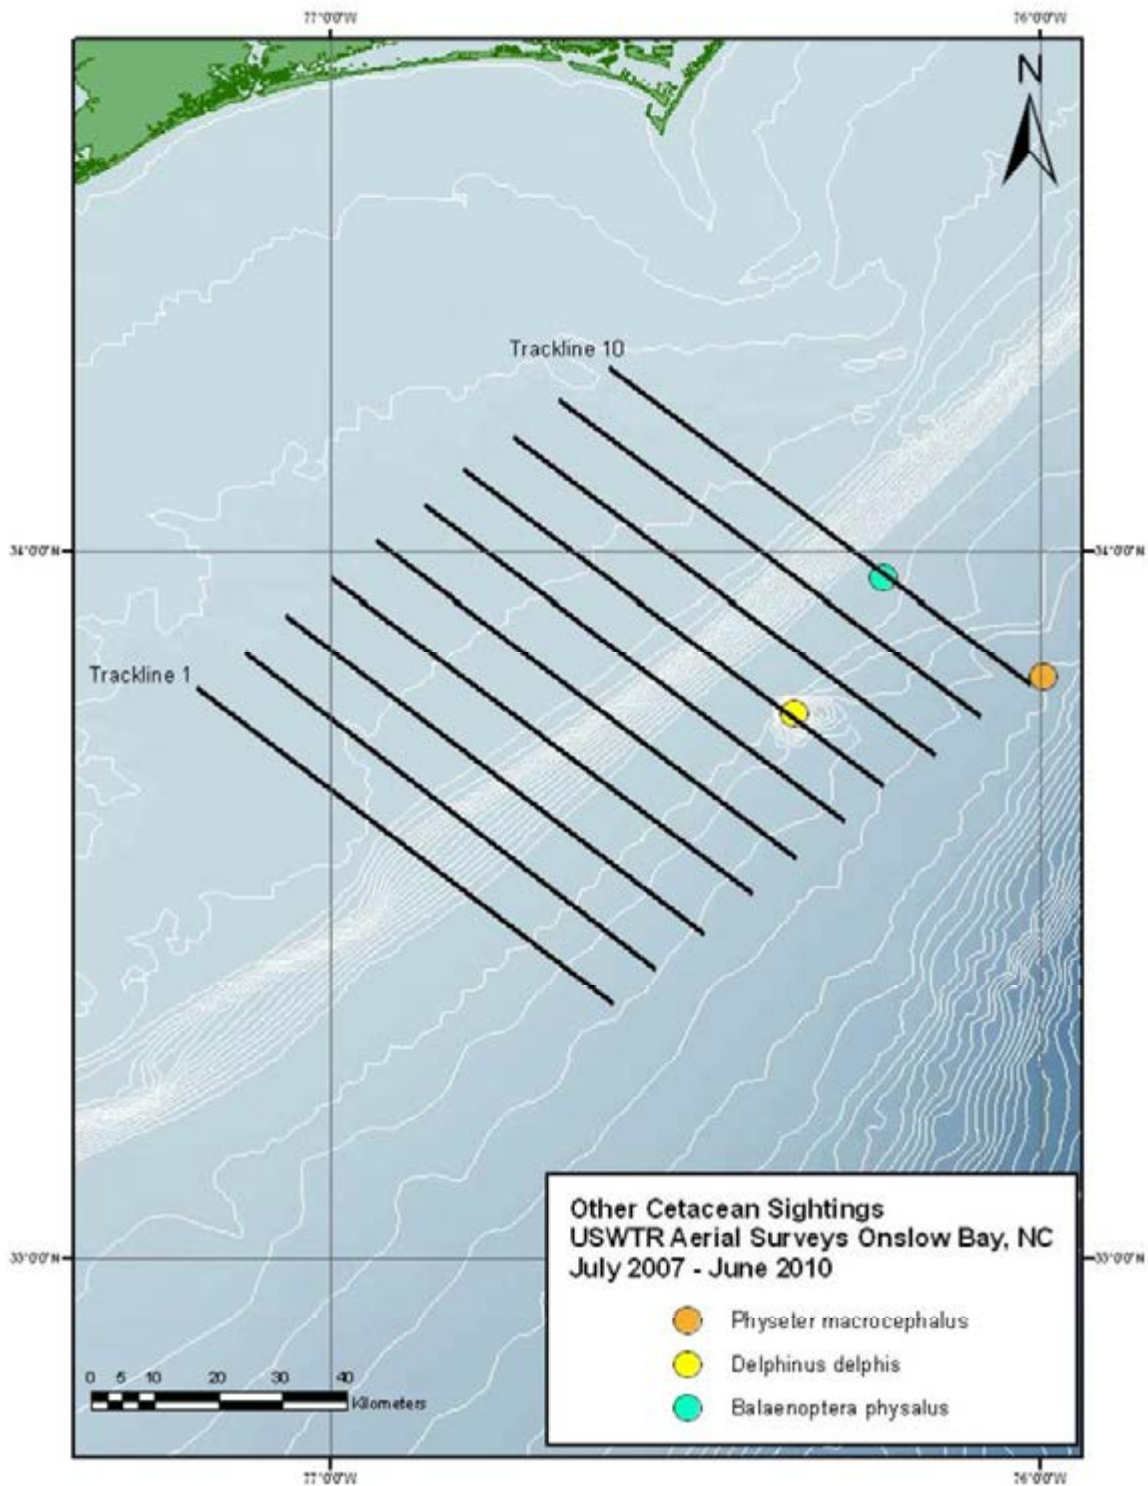 77°0'0"W
76°0'0"W
N
Trackline 10
34°0'0"N
34°0'0"N
Trackline 1
Other Cetacean Sightings
USWTR Aerial Surveys Onslow Bay, NC
July 2007 - June 2010
Physeter macrocephalus
Delphinus delphis
Balaenoptera physalus
33°0'0"N
33°0'0"N
0 5 10 20 30 40
Kilometers
77°0'0"W
76°0'0"W